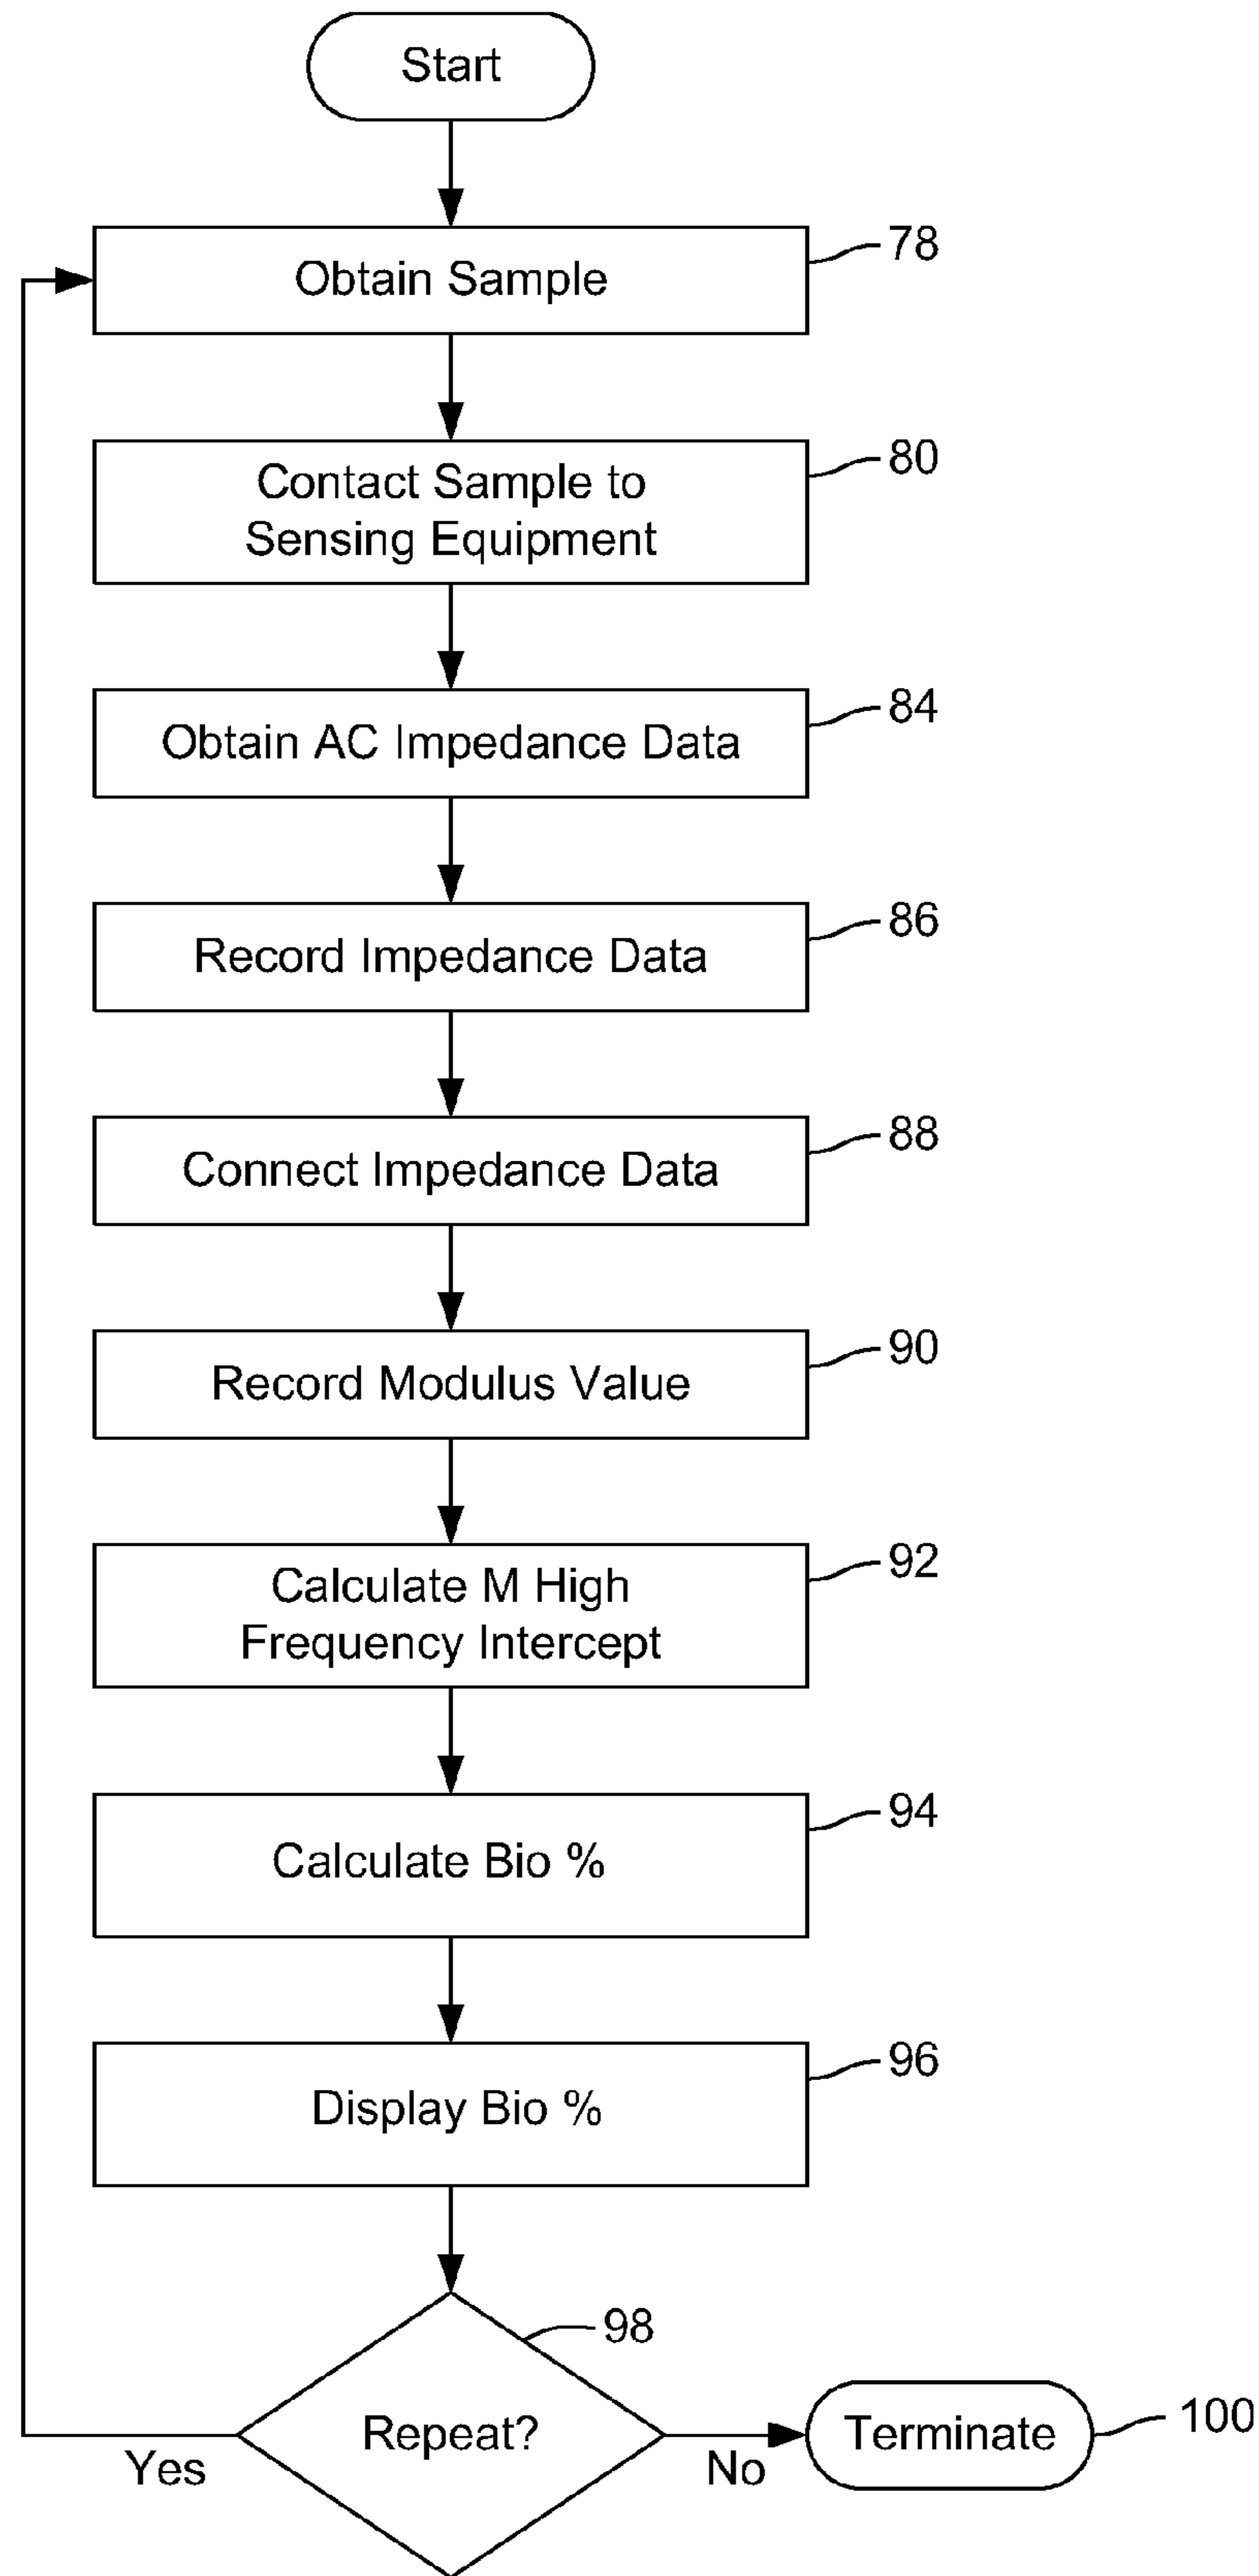 Start
Obtain Sample
78
Contact Sample to
Sensing Equipment
80
Obtain AC Impedance Data
84
Record Impedance Data
86
Connect Impedance Data
88
Record Modulus Value
90
Calculate M High
Frequency Intercept
92
Calculate Bio %
94
Display Bio %
96
Repeat?
98
Yes
No
Terminate
100